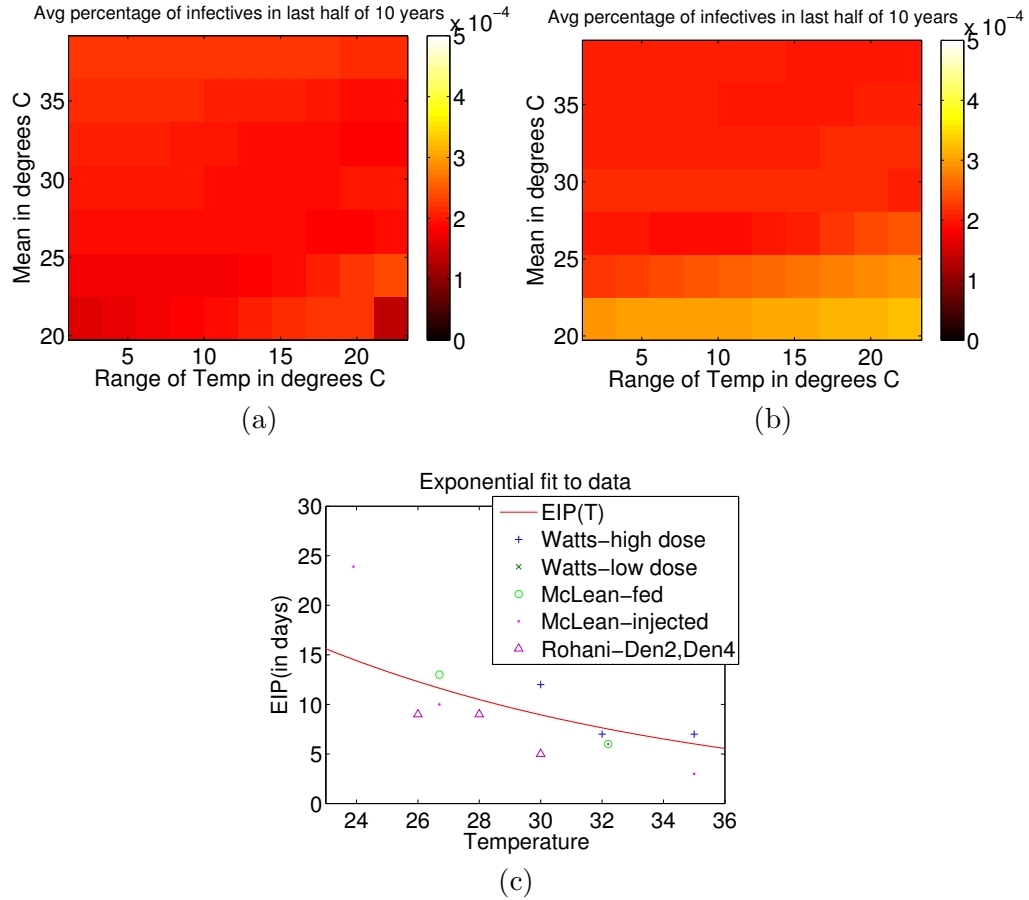 Avg percentage of infectives in last half of 10 years
x 10^-4
Mean in degrees C
35
30
25
20
5
10
15
20
Range of Temp in degrees C
5
4
3
2
1
0
(a)
Avg percentage of infectives in last half of 10 years
x 10^-4
Mean in degrees C
35
30
25
20
5
10
15
20
Range of Temp in degrees C
5
4
3
2
1
0
(b)
Exponential fit to data
EIP(in days)
30
25
20
15
10
5
0
EIP(T)
Watts−high dose
Watts−low dose
McLean−fed
McLean−injected
Rohani−Den2,Den4
24
26
28
30
32
34
36
Temperature
(c)